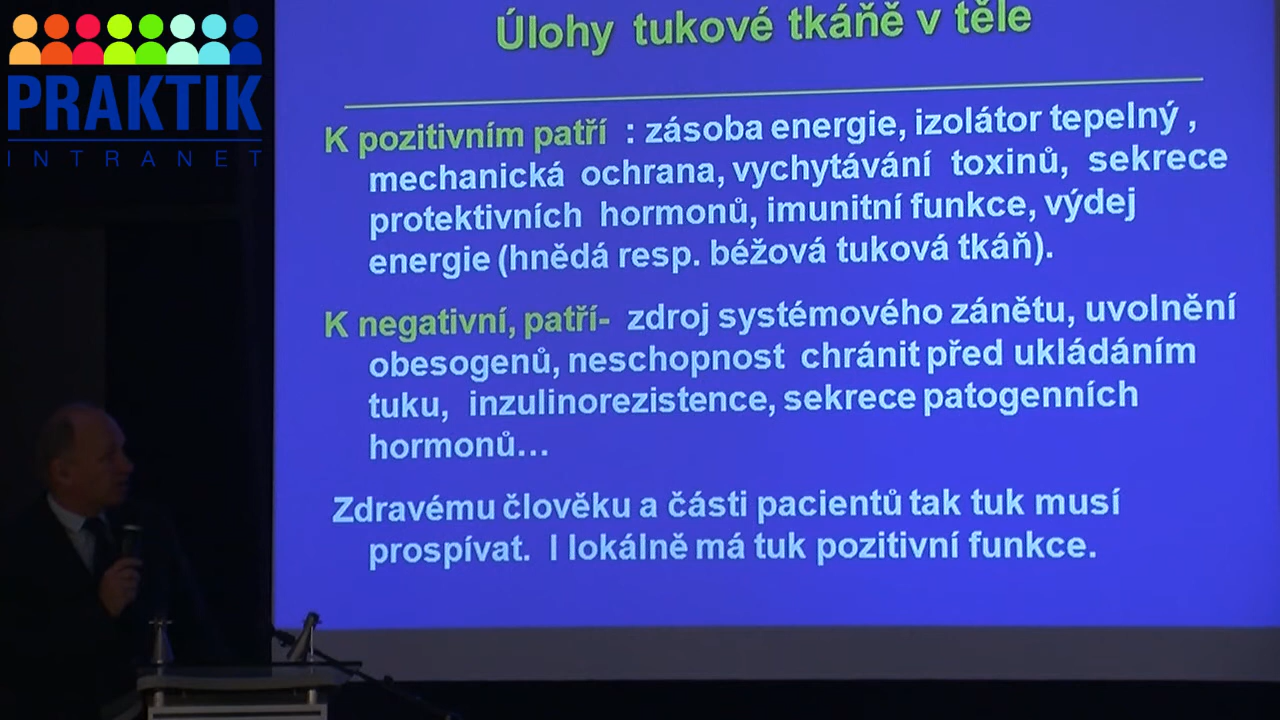 PRAKTIK
INTRANET
Úlohy tukové tkáně v těle
K pozitivním patří : zásoba energie, izolátor tepelný ,
mechanická ochrana, vychytávání toxinů, sekrece
protektivních hormonů, imunitní funkce, výdej
energie (hnědá resp. béžová tuková tkáň).
K negativní, patří- zdroj systémového zánětu, uvolnění
obesogenů, neschopnost chránit před ukládáním
tuku, inzulinorezistence, sekrece patogenních
hormonů...
Zdravému člověku a části pacientů tak tuk musí
prospívat. I lokálně má tuk pozitivní funkce.